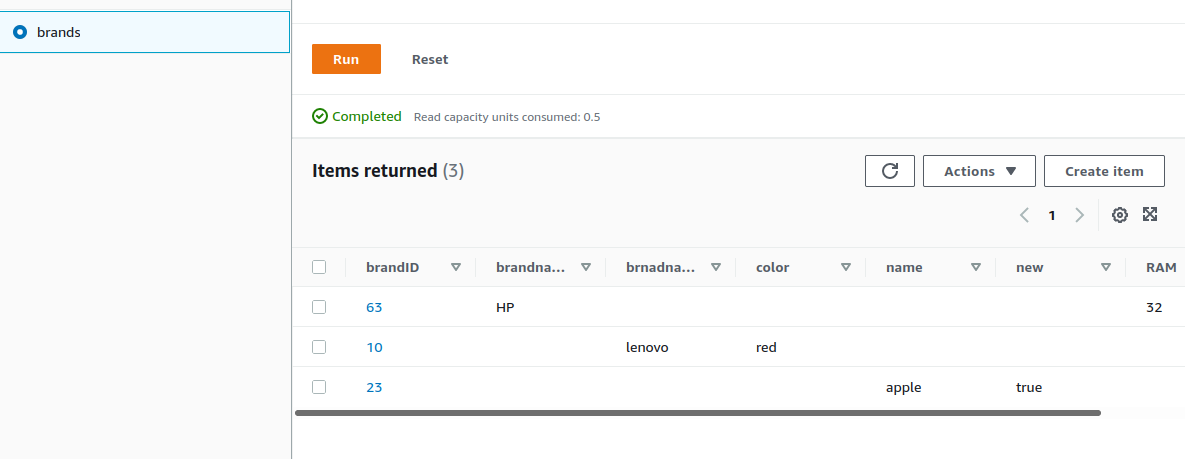 brands
Run Reset
Completed Read capacity units consumed: 0.5
Items returned (3)
Actions Create item
1
brandID brandna... brnadna... color name new RAM
63 HP 32
10 lenovo red
23 apple true